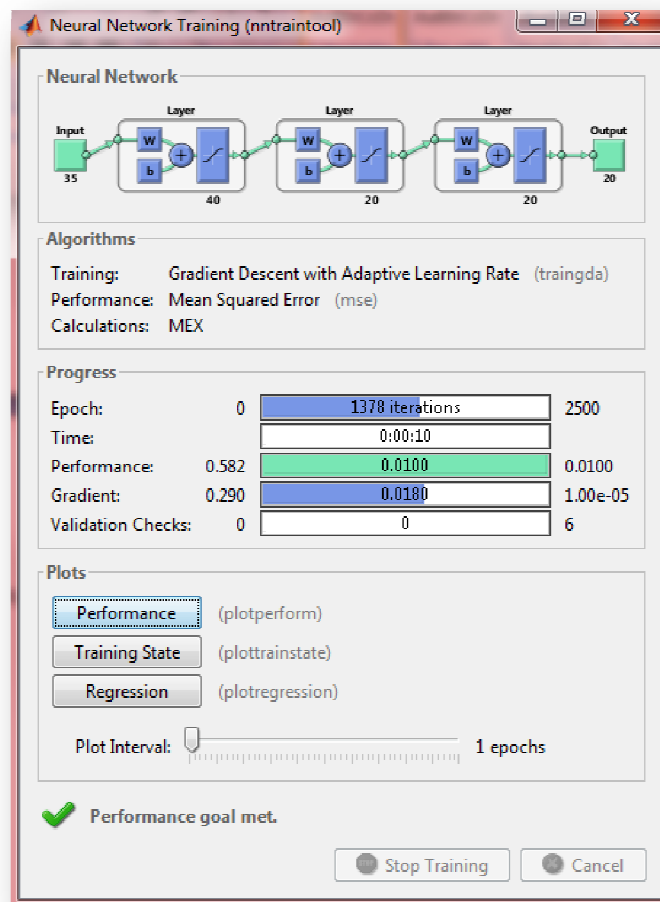 Neural Network Training (nntraintool)
Neural Network
Layer Layer Layer
Input Output
W W W
b b b
35 20
40 20 20
Algorithms
Training: Gradient Descent with Adaptive Learning Rate (traingda)
Performance: Mean Squared Error (mse)
Calculations: MEX
Progress
Epoch: 0 1378 iterations 2500
Time: 0:00:10
Performance: 0.582 0.0100 0.0100
Gradient: 0.290 0.0180 1.00e-05
Validation Checks: 0 0 6
Plots
Performance (plotperform)
Training State (plottrainstate)
Regression (plotregression)
Plot Interval: 1 epochs
Performance goal met.
Stop Training Cancel